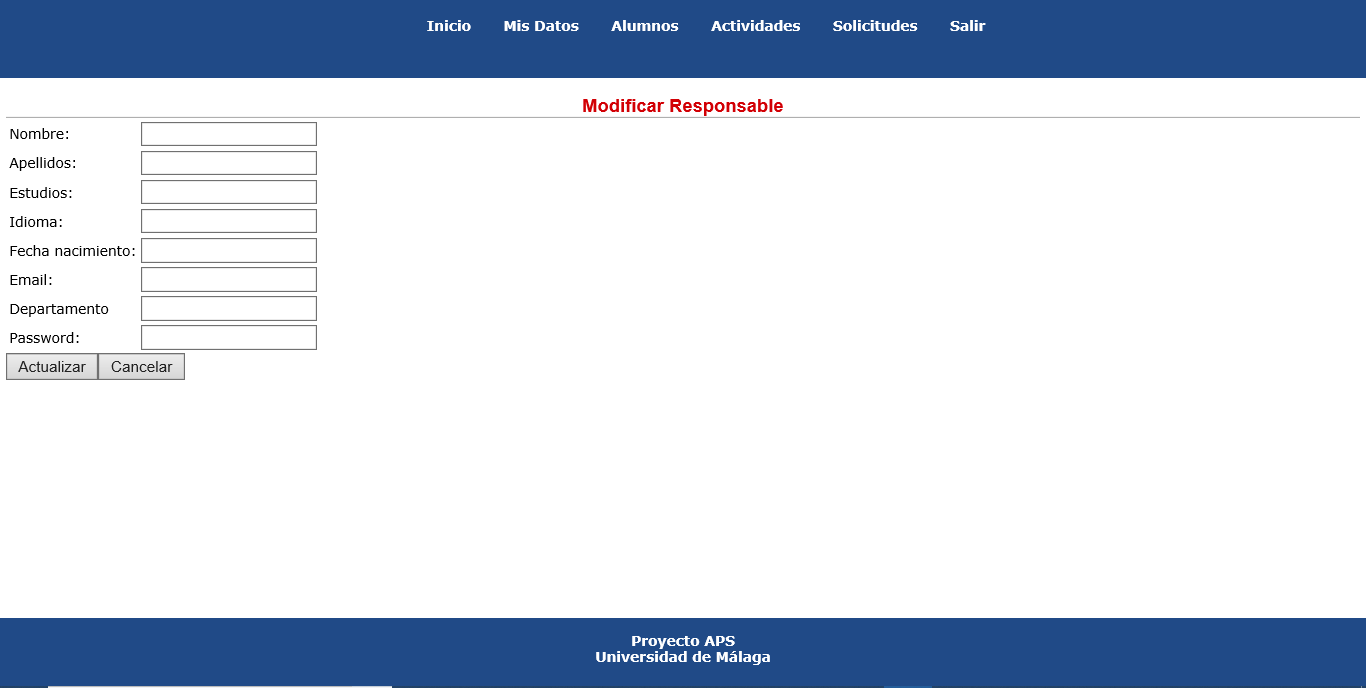 Inicio Mis Datos Alumnos Actividades Solicitudes Salir
Modificar Responsable
Nombre:
Apellidos:
Estudios:
Idioma:
Fecha nacimiento:
Email:
Departamento
Password:
Actualizar Cancelar
Proyecto APS
Universidad de Málaga